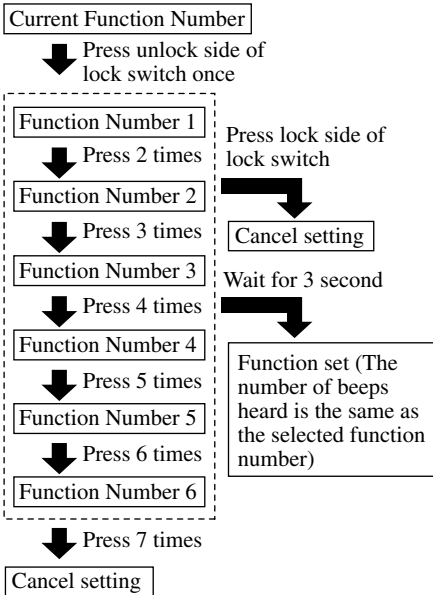 Current Function Number
Press unlock side of
lock switch once
Function Number 1
Press 2 times
Function Number 2
Press 3 times
Function Number 3
Press 4 times
Function Number 4
Press 5 times
Function Number 5
Press 6 times
Function Number 6
Press 7 times
Cancel setting
Press lock side of
lock switch
Cancel setting
Wait for 3 second
Function set (The
number of beeps
heard is the same as
the selected function
number)